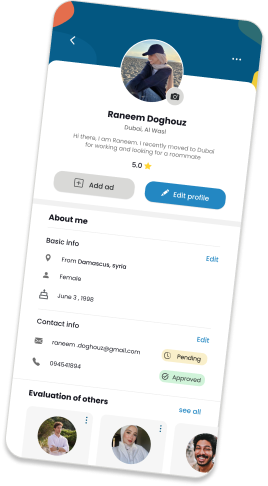 Raneem Doghouz
Dubai, Al Wasl
Hi there, I am Raneem. I recently moved to Dubai
for working and looking for a roommate
5.0
Add ad
Edit profile
About me
Basic info
Edit
From Damascus, syria
Female
June 3 , 1998
Contact info
Edit
raneem .doghouz@gmail.com
Pending
094541894
Approved
Evaluation of others
see all